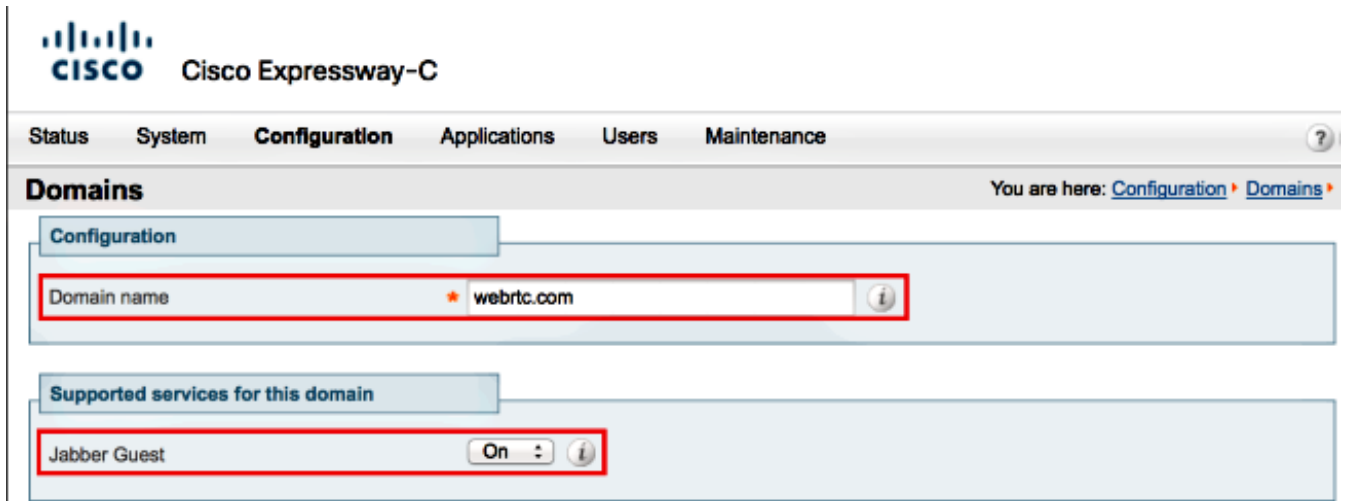 CISCO Cisco Expressway-C
Status System Configuration Applications Users Maintenance ?
Domains You are here: Configuration Domains
Configuration
Domain name * webrtc.com i
Supported services for this domain
Jabber Guest On i